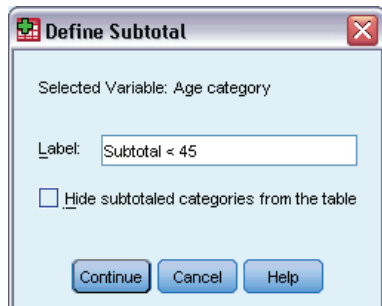 Define Subtotal
Selected Variable: Age category
Label: Subtotal < 45
Hide subtotaled categories from the table
Continue Cancel Help